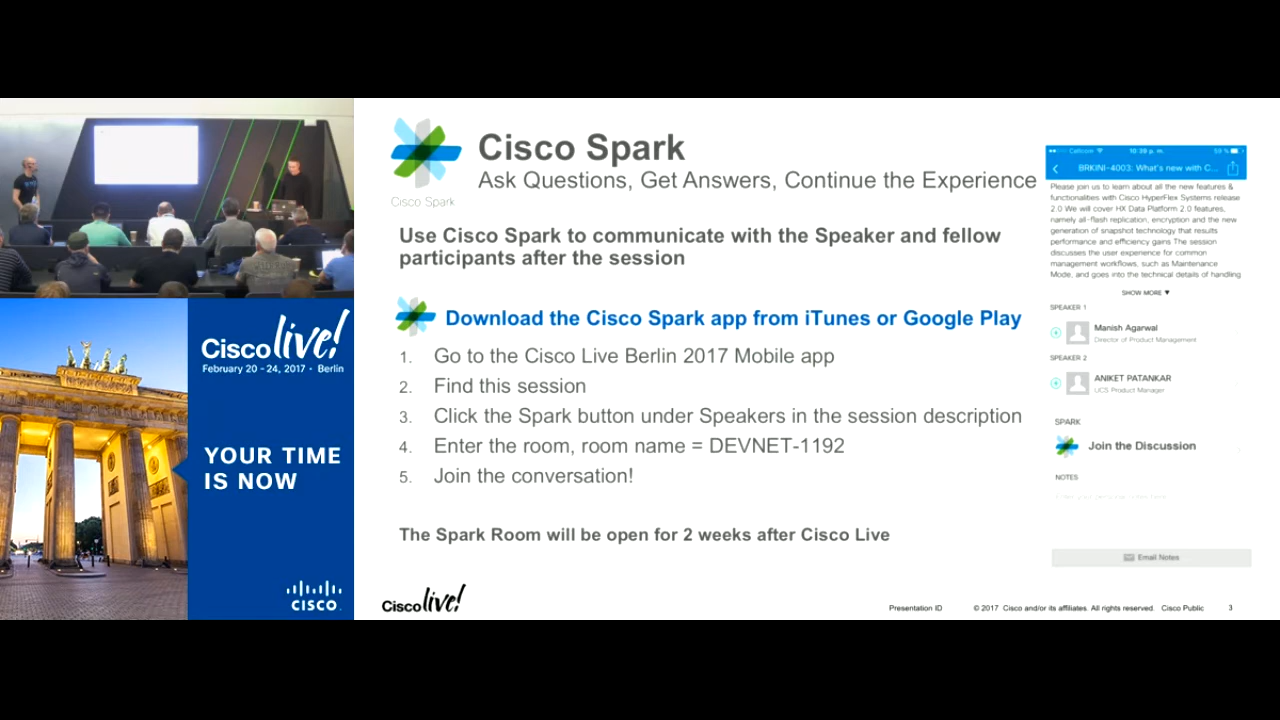 Cisco live!
February 20 - 24, 2017 • Berlin
YOUR TIME
IS NOW
CISCO.
Cisco Spark
Cisco Spark
Ask Questions, Get Answers, Continue the Experience
Use Cisco Spark to communicate with the Speaker and fellow
participants after the session
Download the Cisco Spark app from iTunes or Google Play
1. Go to the Cisco Live Berlin 2017 Mobile app
2. Find this session
3. Click the Spark button under Speakers in the session description
4. Enter the room, room name = DEVNET-1192
5. Join the conversation!
The Spark Room will be open for 2 weeks after Cisco Live
10:39 p. m.
59 %
BRKINI-4003: What's new with C...
Please join us to learn about all the new features &
functionalities with Cisco HyperFlex Systems release
2.0 We will cover HX Data Platform 2.0 features,
namely all-flash replication, encryption and the new
generation of snapshot technology that results
performance and efficiency gains The session
discusses the user experience for common
management workflows, such as Maintenance
Mode, and goes into the technical details of handling
SHOW MORE ▼
SPEAKER 1
Manish Agarwal
Director of Product Management
SPEAKER 2
ANIKET PATANKAR
UCS Product Manager
SPARK
Join the Discussion
NOTES
Email Notes
Cisco live!
Presentation ID © 2017 Cisco and/or its affiliates. All rights reserved. Cisco Public 3